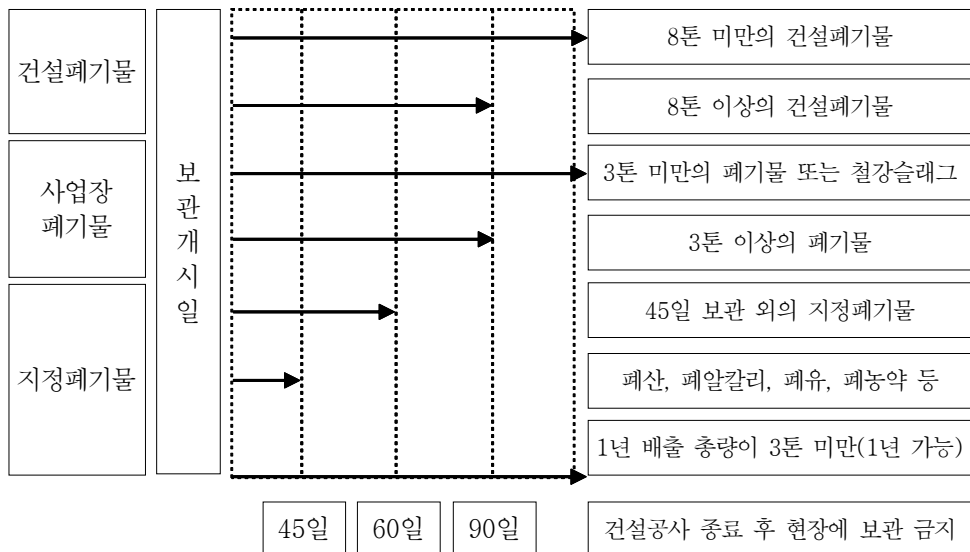 건설폐기물
사업장
폐기물
지정폐기물
보
관
개
시
일
8톤 미만의 건설폐기물
8톤 이상의 건설폐기물
3톤 미만의 폐기물 또는 철강슬래그
3톤 이상의 폐기물
45일 보관 외의 지정폐기물
폐산, 폐알칼리, 폐유, 폐농약 등
1년 배출 총량이 3톤 미만(1년 가능)
45일
60일
90일
건설공사 종료 후 현장에 보관 금지